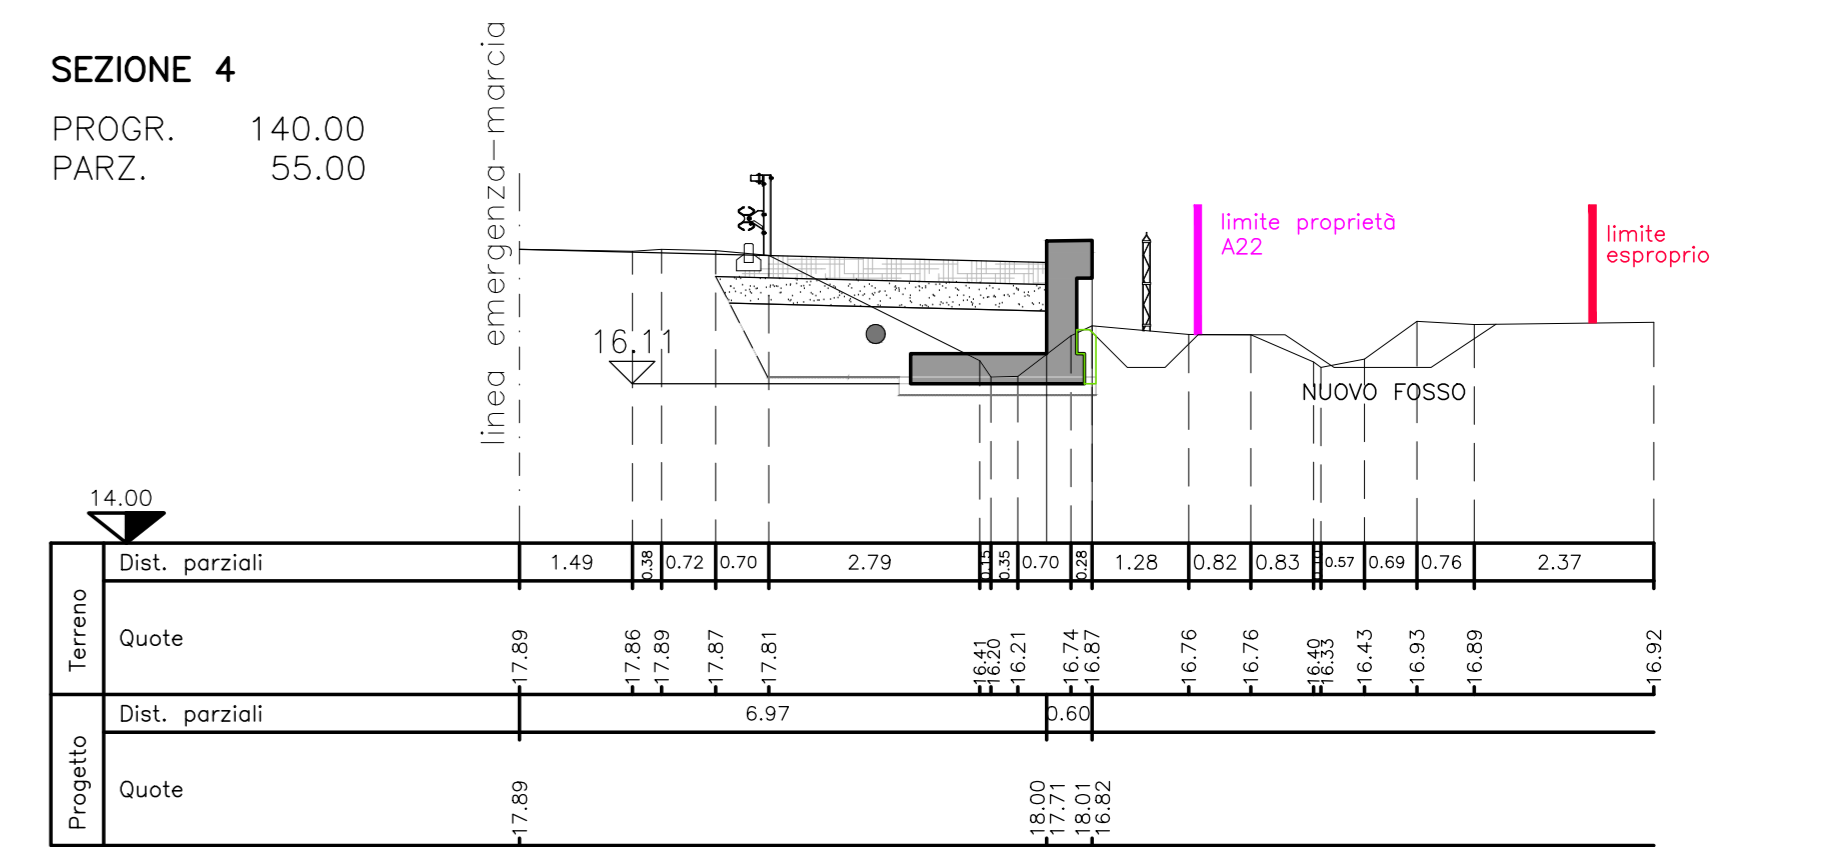 SEZIONE 4
PROGR. 140.00
PARZ. 55.00
linea emergenza-marcia
limite proprietà
A22
limite
esproprio
16.11
NUOVO FOSSO
14.00
Terreno
Dist. parziali 1.49 0.38 0.72 0.70 2.79 0.15 0.35 0.70 0.28 1.28 0.82 0.83 0.57 0.69 0.76 2.37
Quote 17.89 17.86 17.89 17.87 17.81 16.41 16.20 16.21 16.74 16.87 16.76 16.76 16.40 16.33 16.43 16.93 16.89 16.92
Progetto
Dist. parziali 6.97 0.60
Quote 17.89 18.00 17.71 18.01 16.82